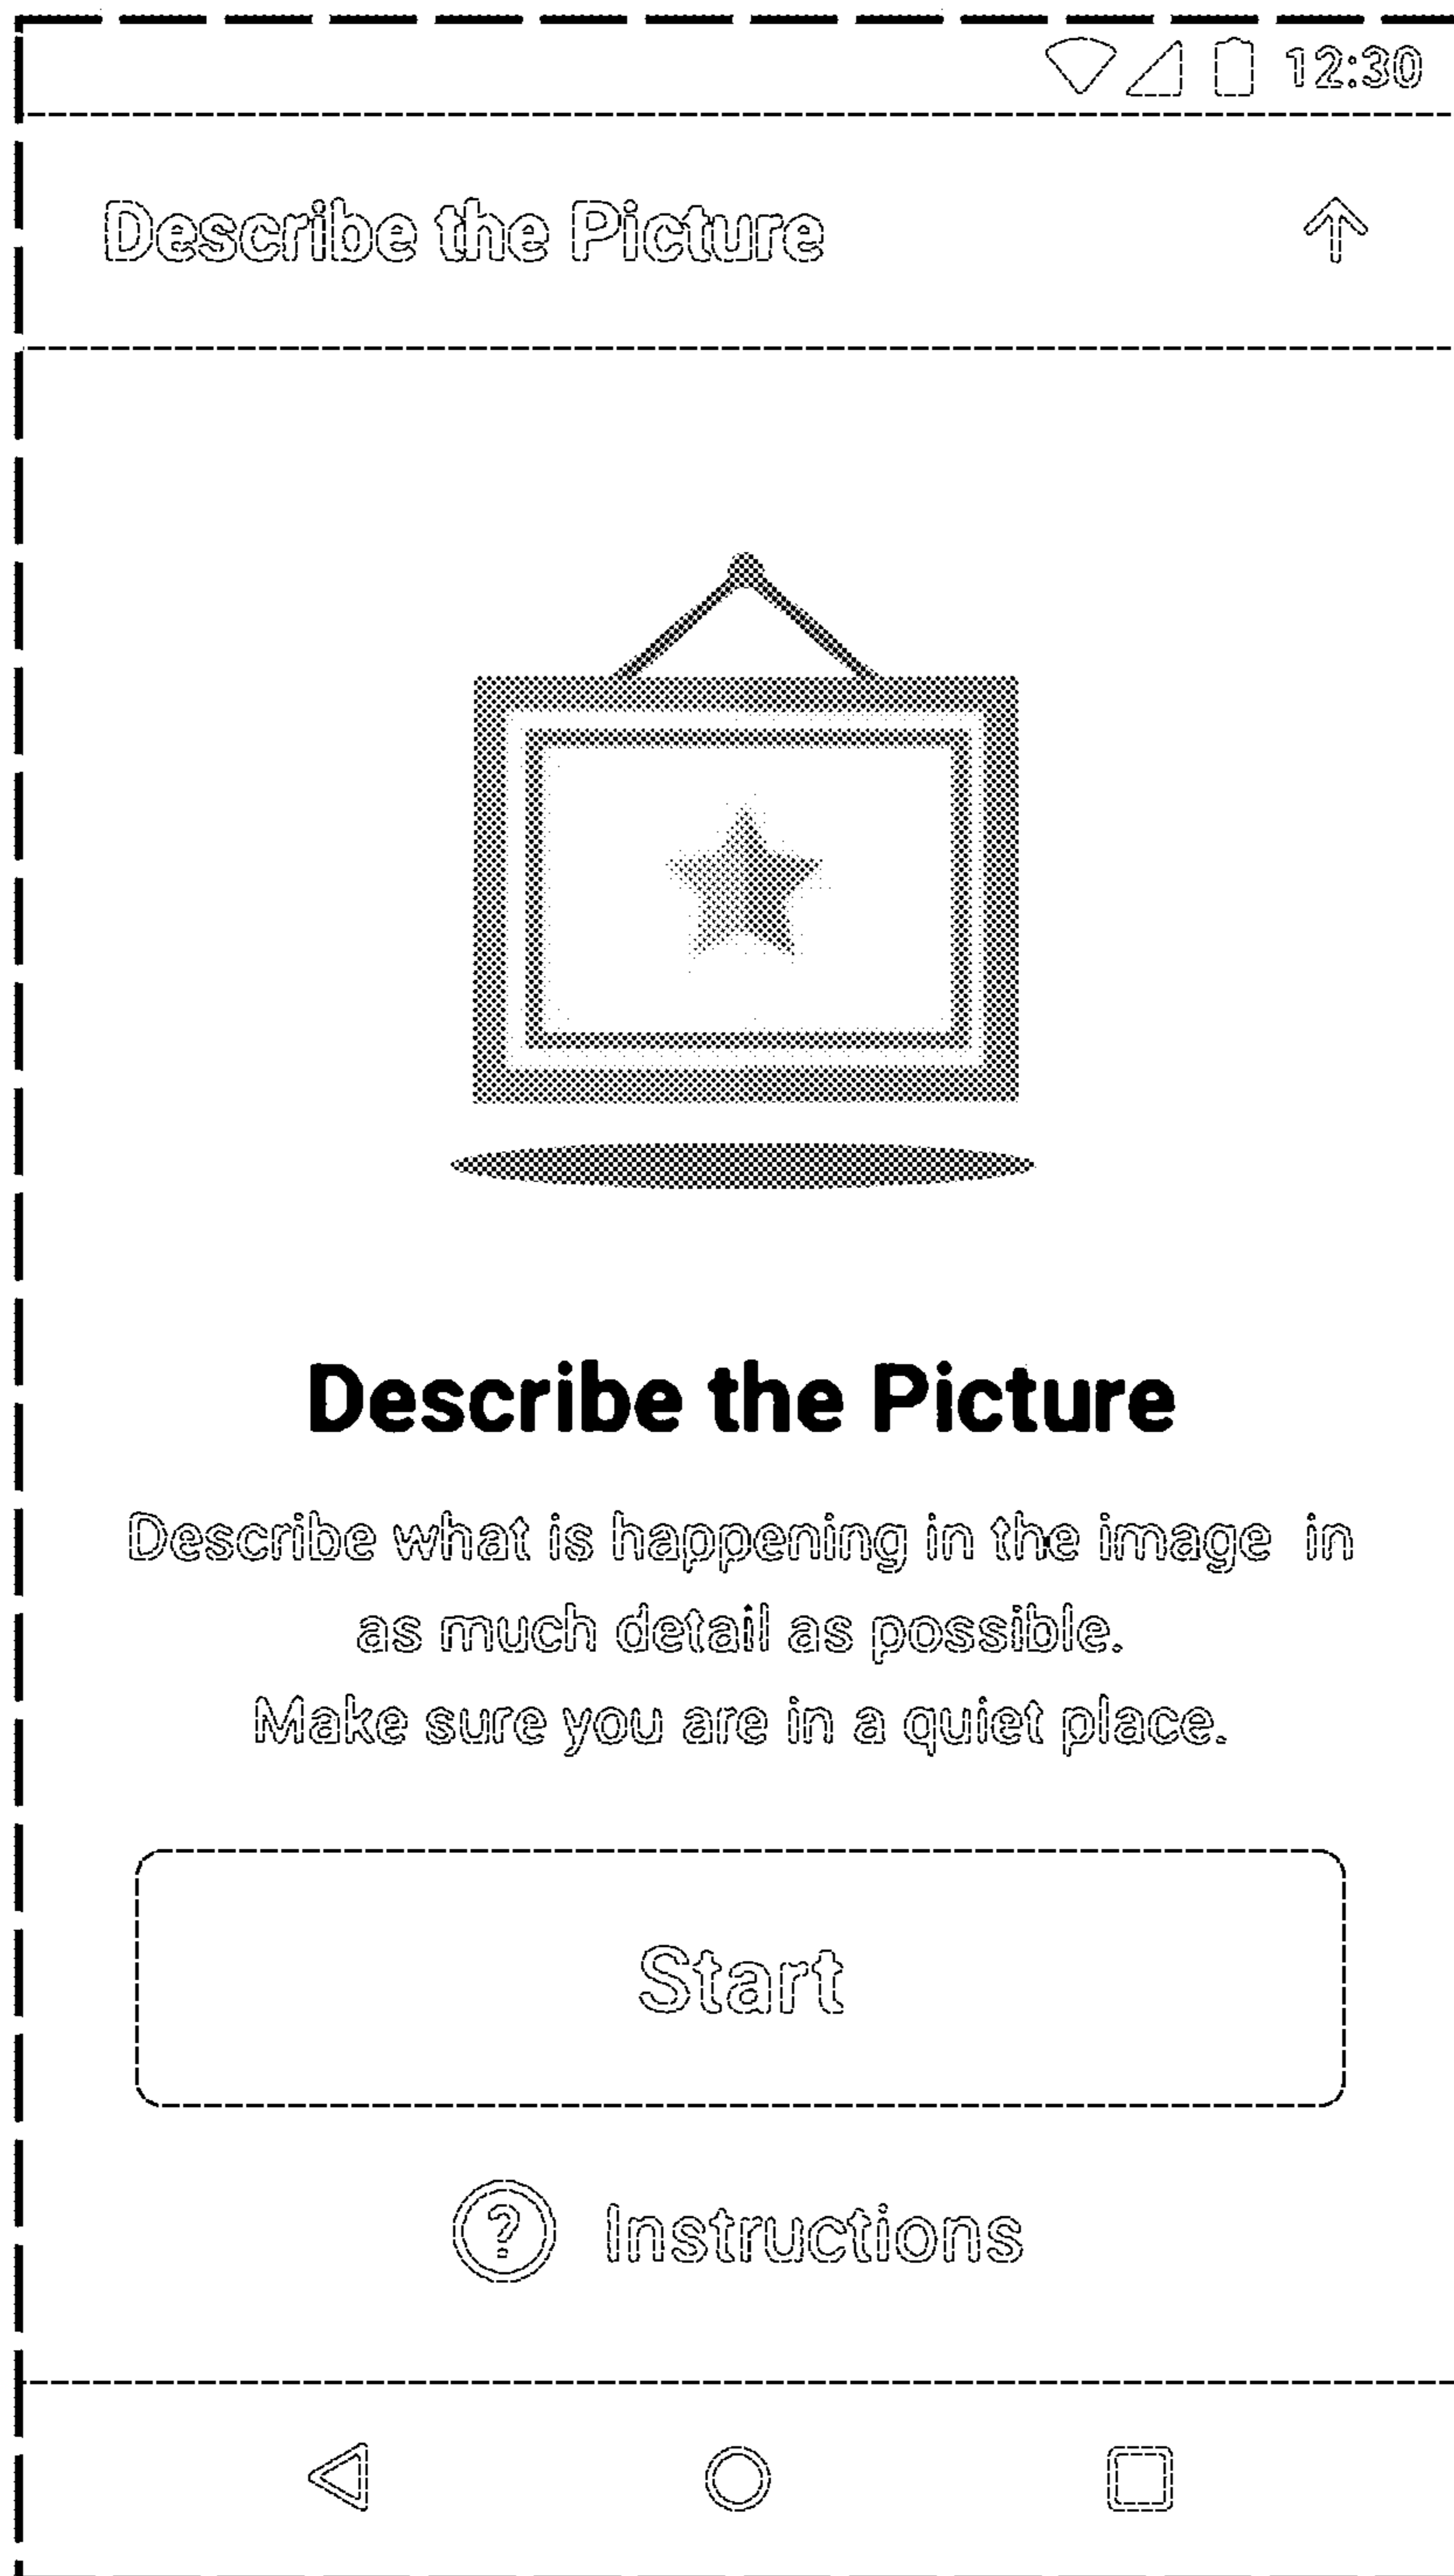 12:30
Describe the Picture
Describe the Picture
Describe what is happening in the image in
as much detail as possible.
Make sure you are in a quiet place.
Start
? Instructions